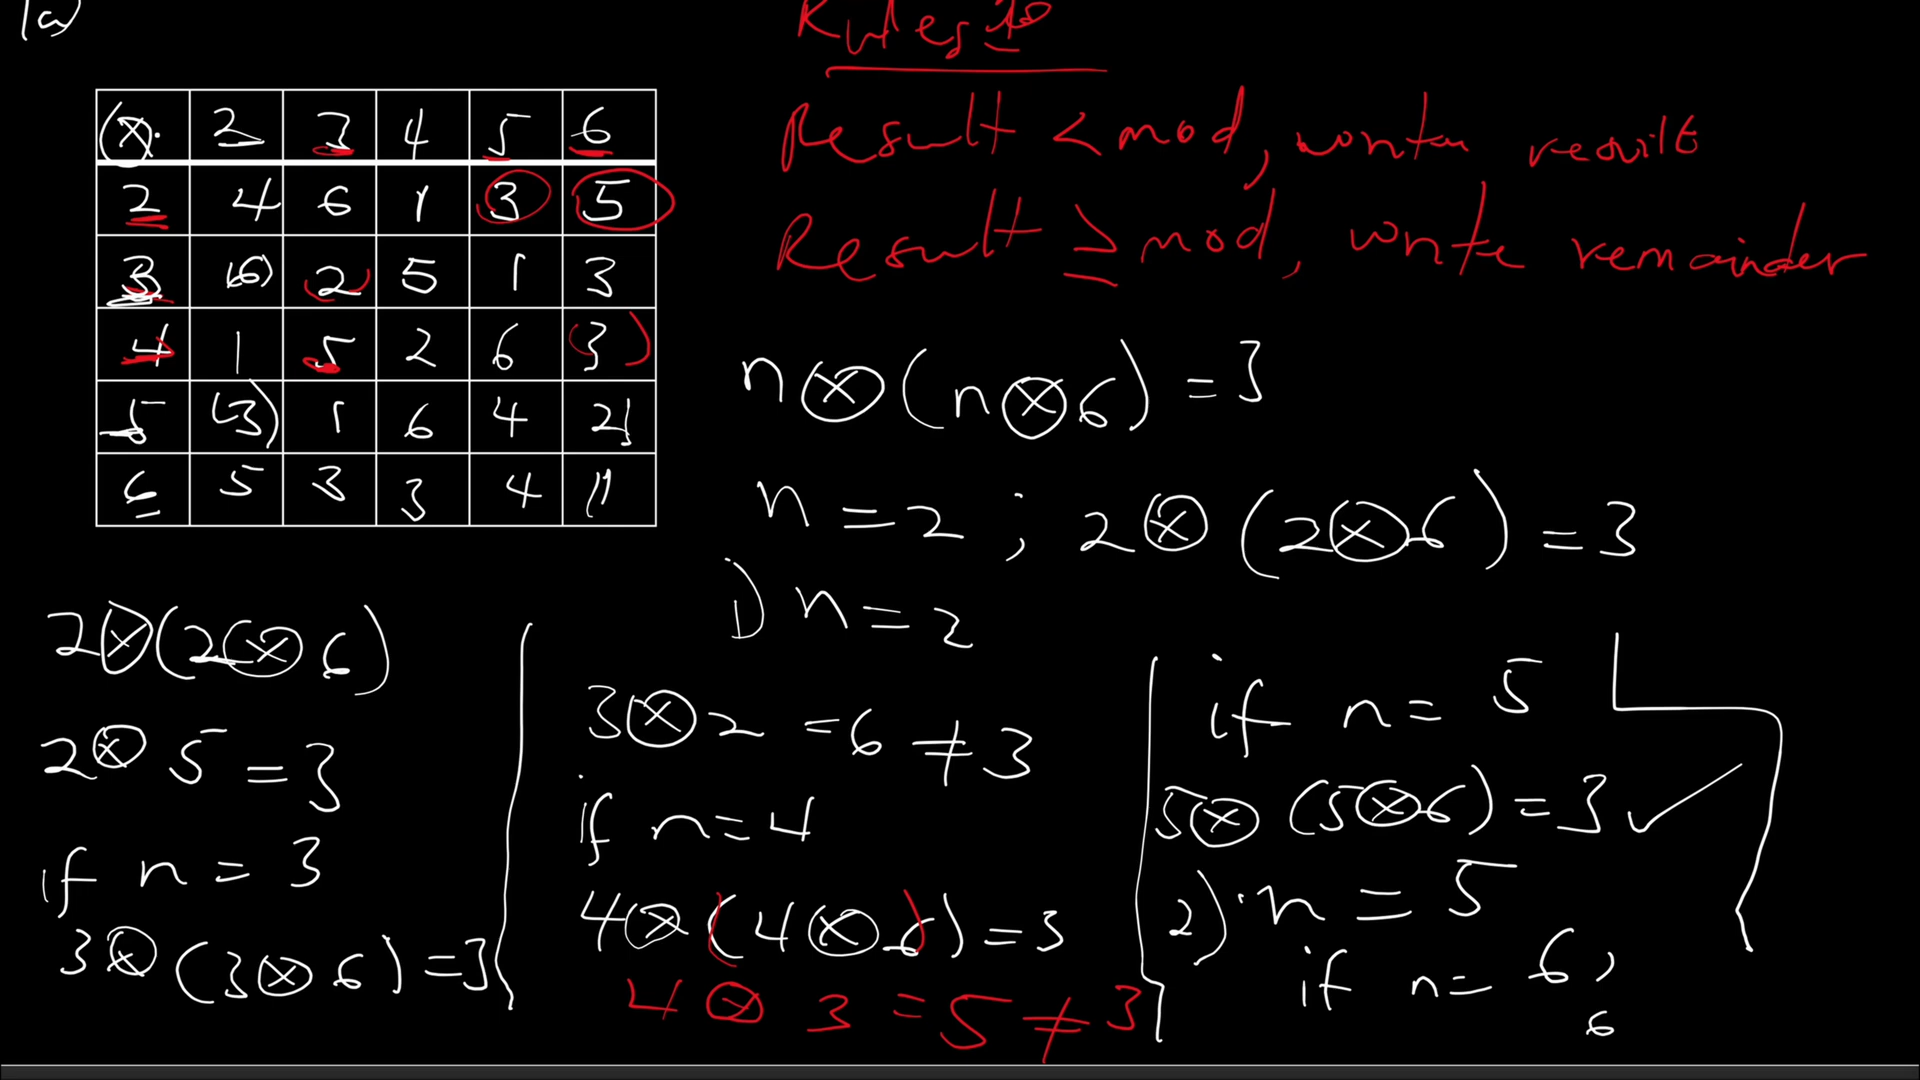 1a)
Rules
Result < mod, write result
Result ≥ mod, write remainder
⊗ 2 3 4 5 6
2 4 6 1 3 5
3 (6) 2 5 1 3
4 1 5 2 6 3
5 (3) 1 6 4 2
6 5 3 3 4 1
n⊗(n⊗6) = 3
n = 2 ; 2⊗(2⊗6) = 3
1) n = 2
2⊗(2⊗6)
2⊗5 = 3
if n = 3
3⊗(3⊗6) = 3
3⊗2 = 6 ≠ 3
if n = 4
4⊗(4⊗6) = 3
4⊗3 = 5 ≠ 3
if n = 5
5⊗(5⊗6) = 3 ✓
2) n = 5
if n = 6,
6